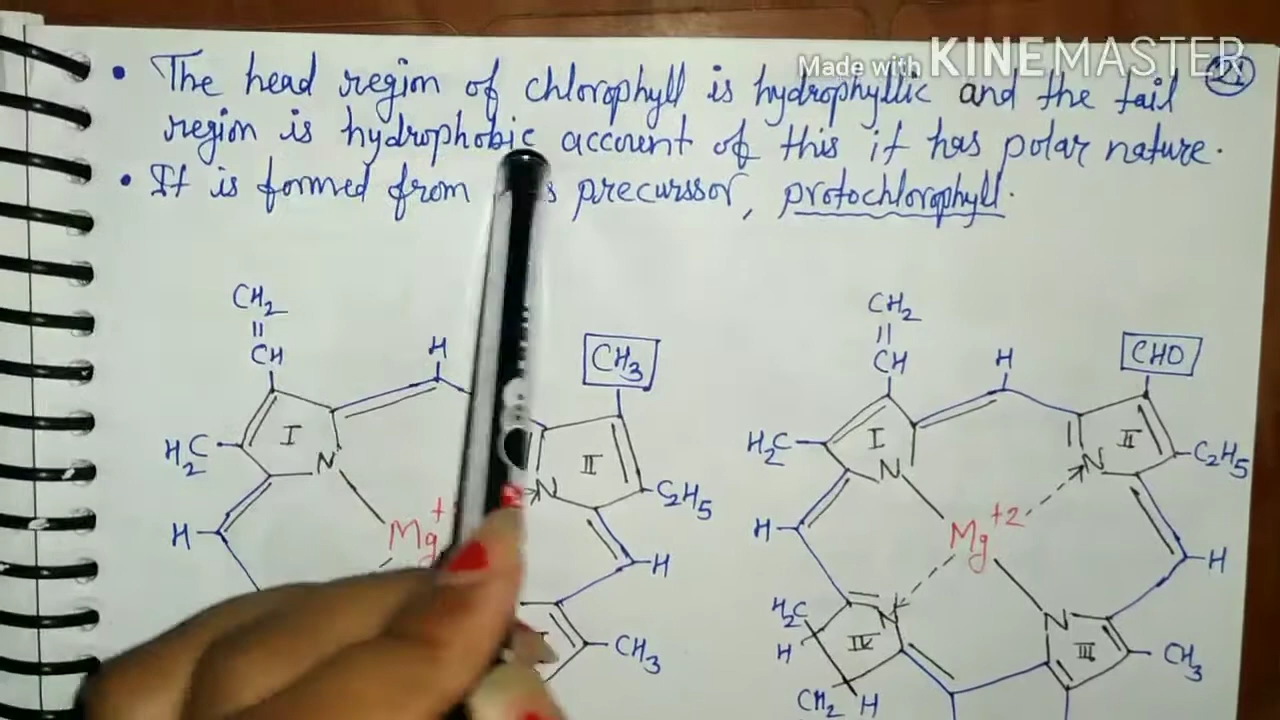 Made with KINEMASTER
21
• The head region of chlorophyll is hydrophyllic and the tail
region is hydrophobic account of this it has polar nature.
• It is formed from precurssor, protochlorophyll.
CH2
CH
H
CH3
H2C
I
N
II
N
C2H5
H
Mg
H
CH3
CH2
CH
H
CHO
H2C
I
N
II
N
C2H5
H
Mg+2
H
H2C
H
IV
N
N
III
CH3
CH2
H